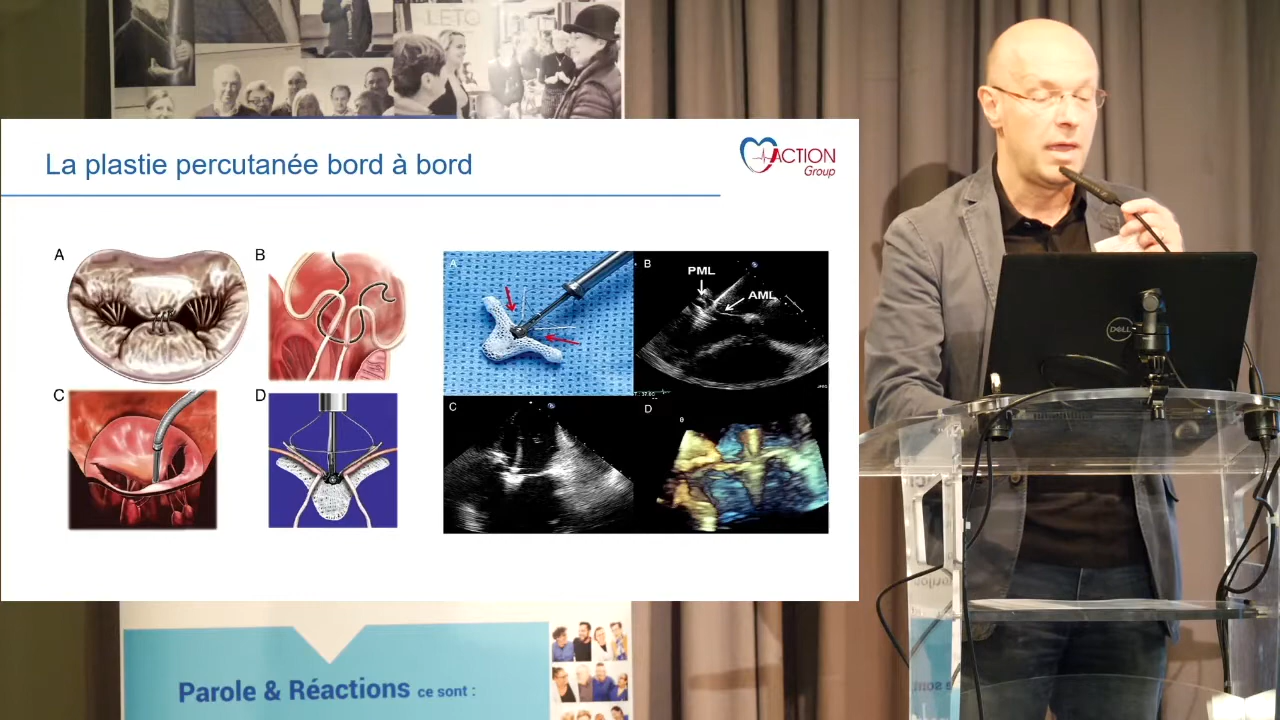 LETO
La plastie percutanée bord à bord
ACTION
Group
A
B
C
D
A
B
PML
AML
C
D
DELL
Parole & Réactions ce sont :